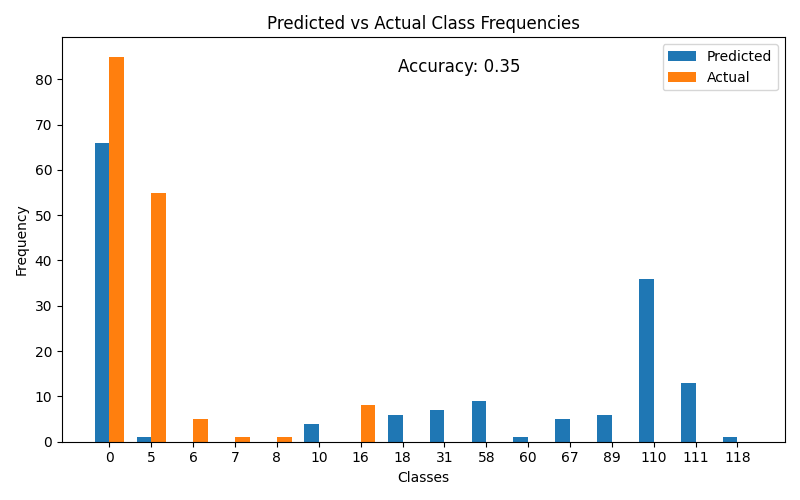 Predicted vs Actual Class Frequencies
Accuracy: 0.35
Predicted
Actual
Frequency
80
70
60
50
40
30
20
10
0
0 5 6 7 8 10 16 18 31 58 60 67 89 110 111 118
Classes